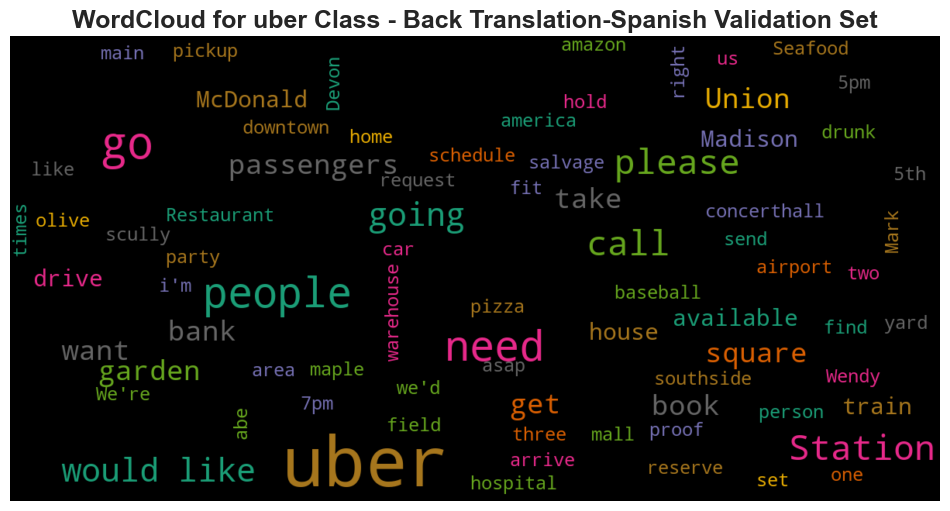 WordCloud for uber Class - Back Translation-Spanish Validation Set
main
pickup
amazon
Seafood
right
us
Devon
5pm
McDonald
Union
hold
america
downtown
home
Madison
drunk
go
passengers
schedule
salvage
please
like
request
fit
take
5th
times
olive
Restaurant
going
concerthall
Mark
scully
call
send
party
car
airport
two
drive
i'm
people
warehouse
baseball
pizza
available
find
yard
bank
need
house
want
square
garden
area
maple
asap
southside
Wendy
We're
we'd
7pm
get
book
person
train
abe
field
three
mall
proof
Station
would like
uber
arrive
reserve
one
hospital
set